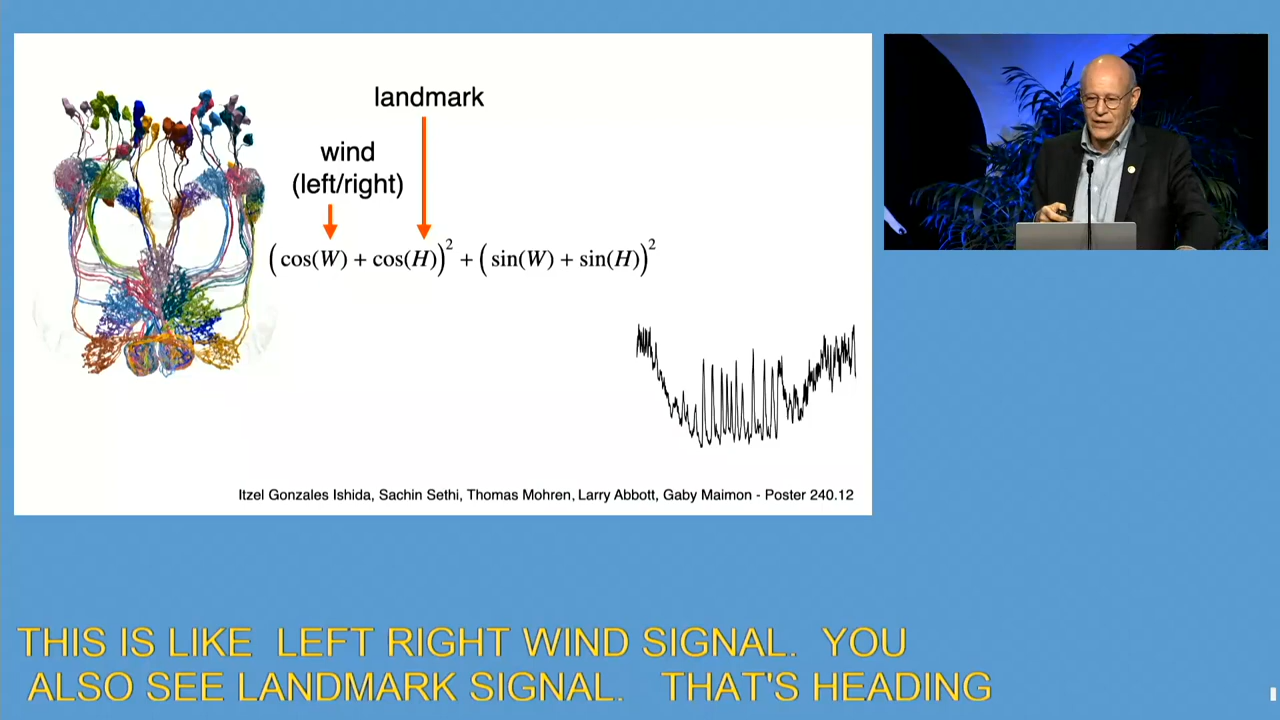 landmark
wind
(left/right)
(cos(W) + cos(H))² + (sin(W) + sin(H))²
Itzel Gonzales Ishida, Sachin Sethi, Thomas Mohren, Larry Abbott, Gaby Maimon - Poster 240.12
THIS IS LIKE LEFT RIGHT WIND SIGNAL. YOU
ALSO SEE LANDMARK SIGNAL. THAT'S HEADING